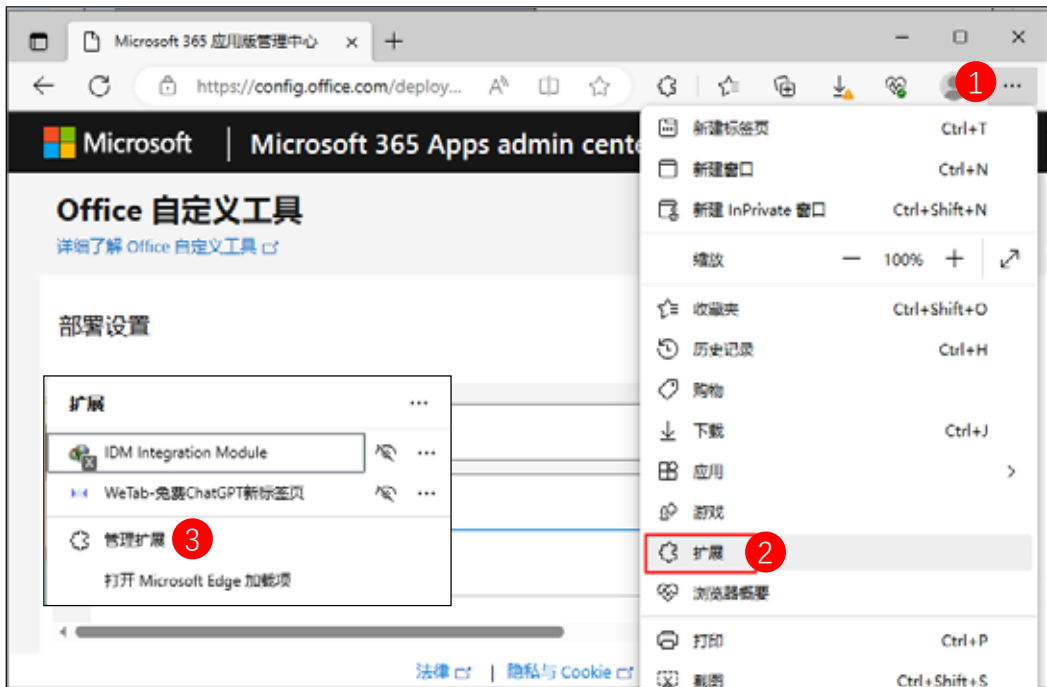 Microsoft 365 应用版管理中心
https://config.office.com/deploy...
1
Microsoft | Microsoft 365 Apps admin cente
Office 自定义工具
详细了解 Office 自定义工具
部署设置
扩展
IDM Integration Module
WeTab-免费ChatGPT新标签页
管理扩展 3
打开 Microsoft Edge 加载项
法律 | 隐私与 Cookie
新建标签页 Ctrl+T
新建窗口 Ctrl+N
新建 InPrivate 窗口 Ctrl+Shift+N
缩放 100%
收藏夹 Ctrl+Shift+O
历史记录 Ctrl+H
购物
下载 Ctrl+J
应用
游戏
扩展 2
浏览器概要
打印 Ctrl+P
截图 Ctrl+Shift+S